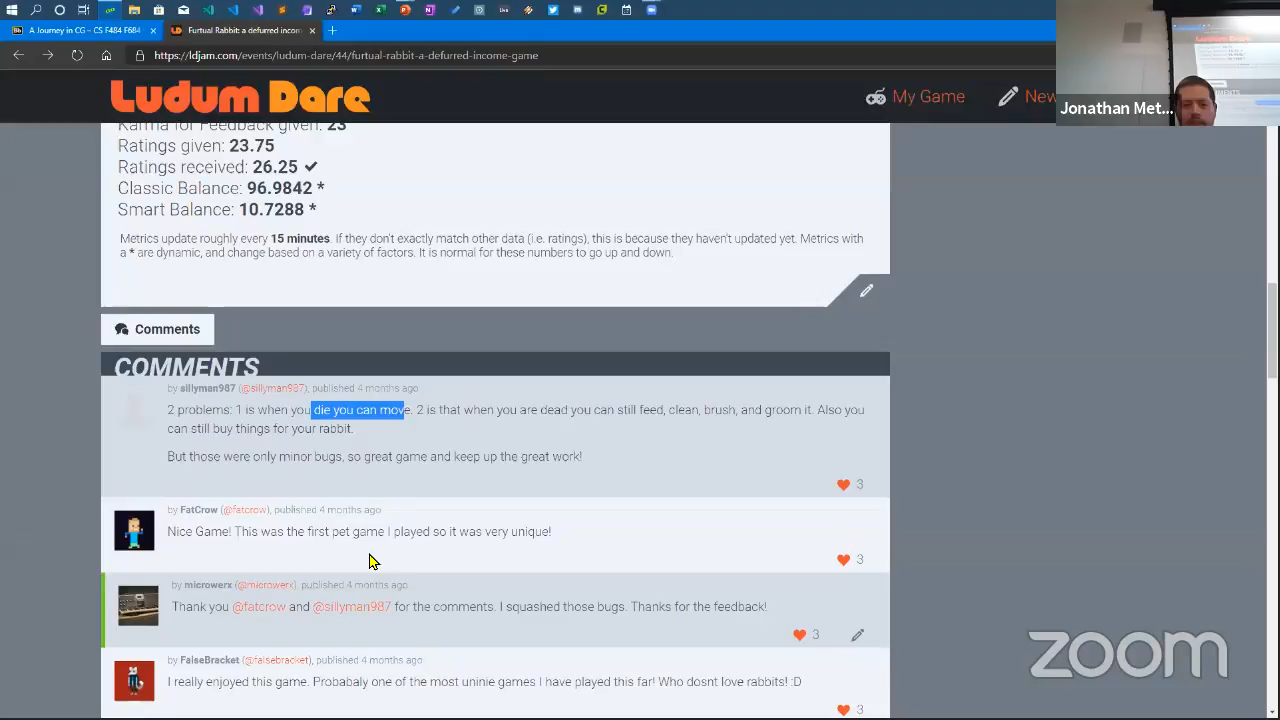 A Journey in CG – CS F484 F684
Furtual Rabbit a defurred incom
https://ldjam.com/events/ludum-dare/44/furtual-rabbit-a-deferred-income-game
Ludum Dare
My Game
New
Jonathan Met...
Karma for Feedback given: 23
Ratings given: 23.75
Ratings received: 26.25 ✔
Classic Balance: 96.9842 *
Smart Balance: 10.7288 *
Metrics update roughly every 15 minutes. If they don't exactly match other data (i.e. ratings), this is because they haven't updated yet. Metrics with
a * are dynamic, and change based on a variety of factors. It is normal for these numbers to go up and down.
Comments
COMMENTS
by sillyman987 (@sillyman987), published 4 months ago
2 problems: 1 is when you die you can move. 2 is that when you are dead you can still feed, clean, brush, and groom it. Also you
can still buy things for your rabbit.
But those were only minor bugs, so great game and keep up the great work!
3
by FatCrow (@fatcrow), published 4 months ago
Nice Game! This was the first pet game I played so it was very unique!
3
by microwerx (@microwerx), published 4 months ago
Thank you @fatcrow and @sillyman987 for the comments. I squashed those bugs. Thanks for the feedback!
3
by FalseBracket (@falsebracket), published 4 months ago
I really enjoyed this game. Probabaly one of the most uninie games I have played this far! Who dosnt love rabbits! :D
3
zoom